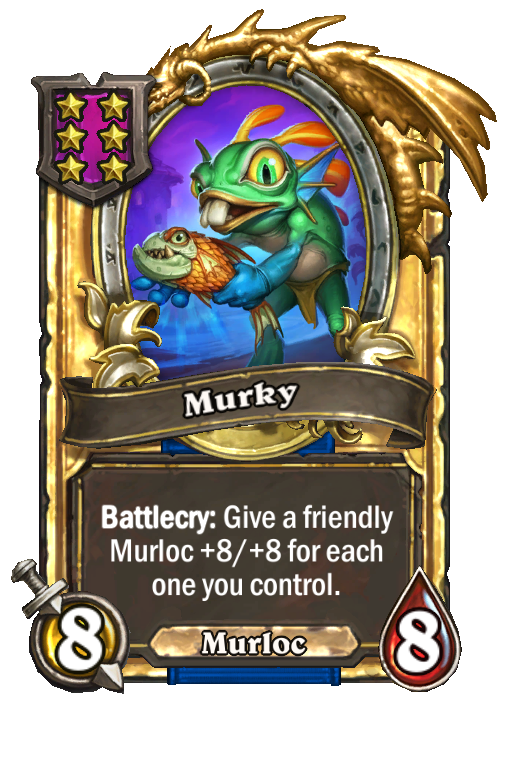 Murky
Battlecry: Give a friendly
Murloc +8/+8 for each
one you control.
8
Murloc
8